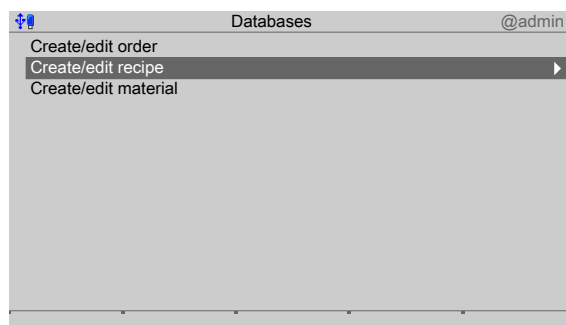 Databases @admin
Create/edit order
Create/edit recipe
Create/edit material